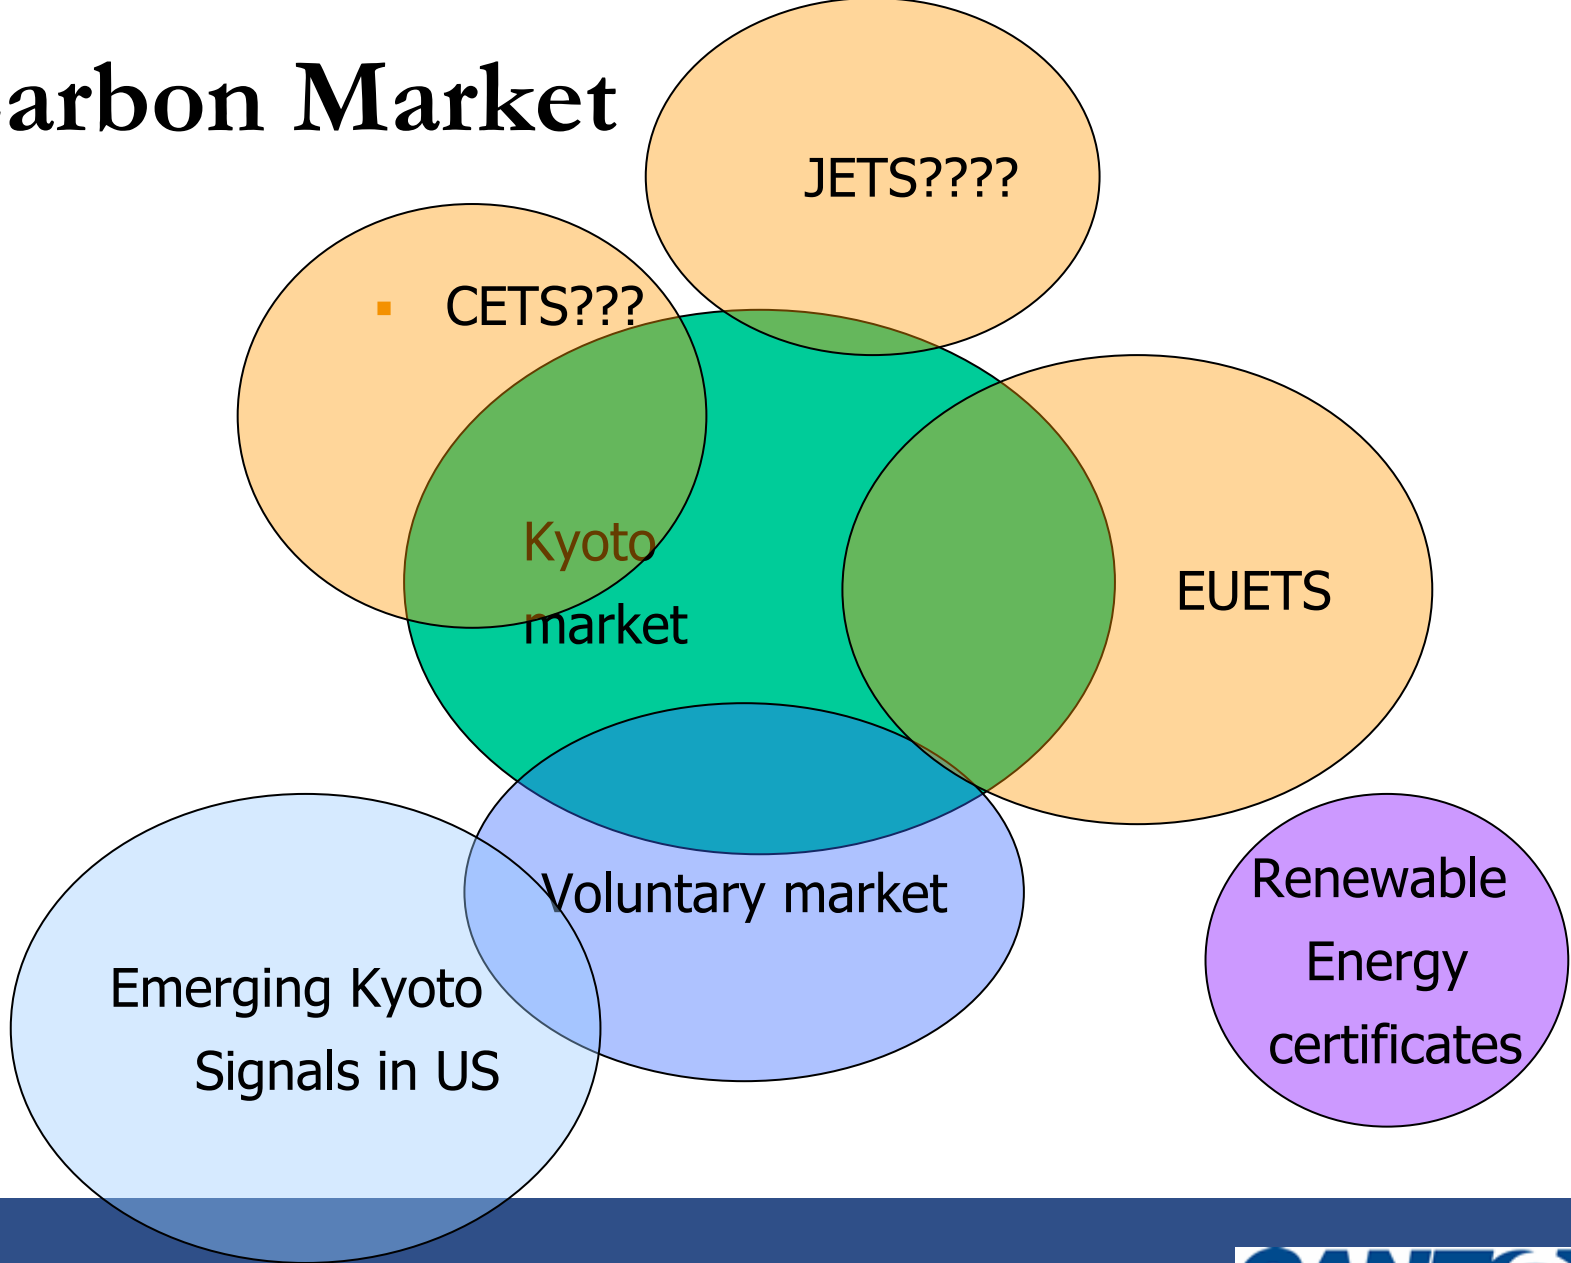 arbon Market
JETS????
▪ CETS???
Kyoto
market
EUETS
Voluntary market
Renewable
Energy
certificates
Emerging Kyoto
Signals in US